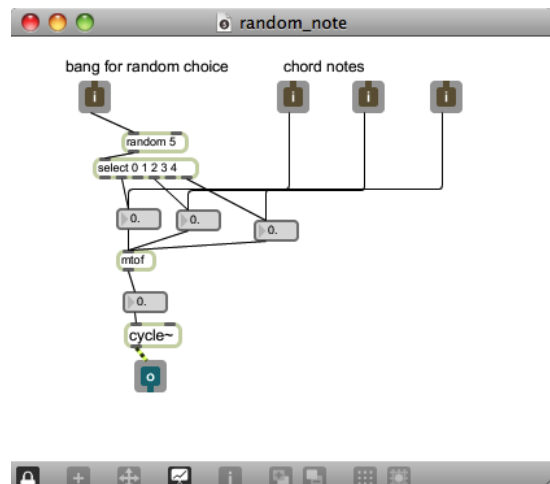 random_note
bang for random choice
chord notes
i
i
i
i
random 5
select 0 1 2 3 4
0.
0.
0.
mtof
0.
cycle~
o